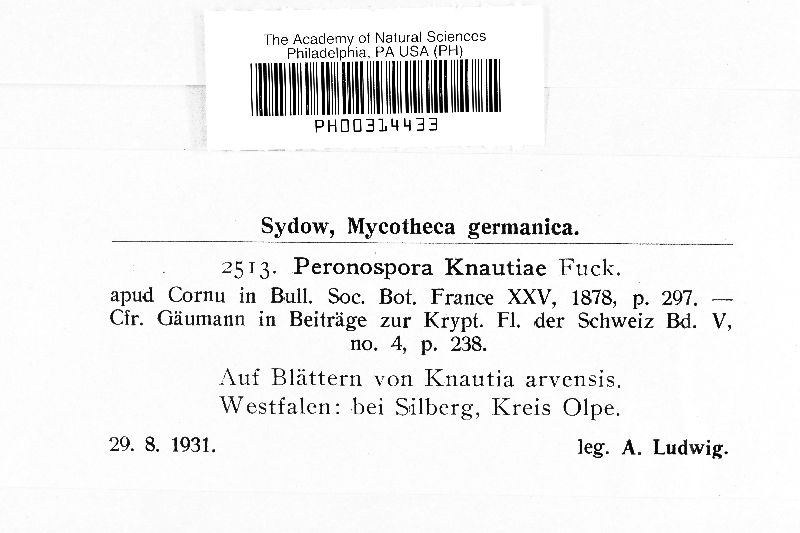 The Academy of Natural Sciences
Philadelphia, PA USA (PH)
PH00314433
Sydow, Mycotheca germanica.
2513. Peronospora Knautiae Fuck.
apud Cornu in Bull. Soc. Bot. France XXV, 1878, p. 297. —
Cfr. Gäumann in Beiträge zur Krypt. Fl. der Schweiz Bd. V,
no. 4, p. 238.
Auf Blättern von Knautia arvensis.
Westfalen: bei Silberg, Kreis Olpe.
29. 8. 1931. leg. A. Ludwig.